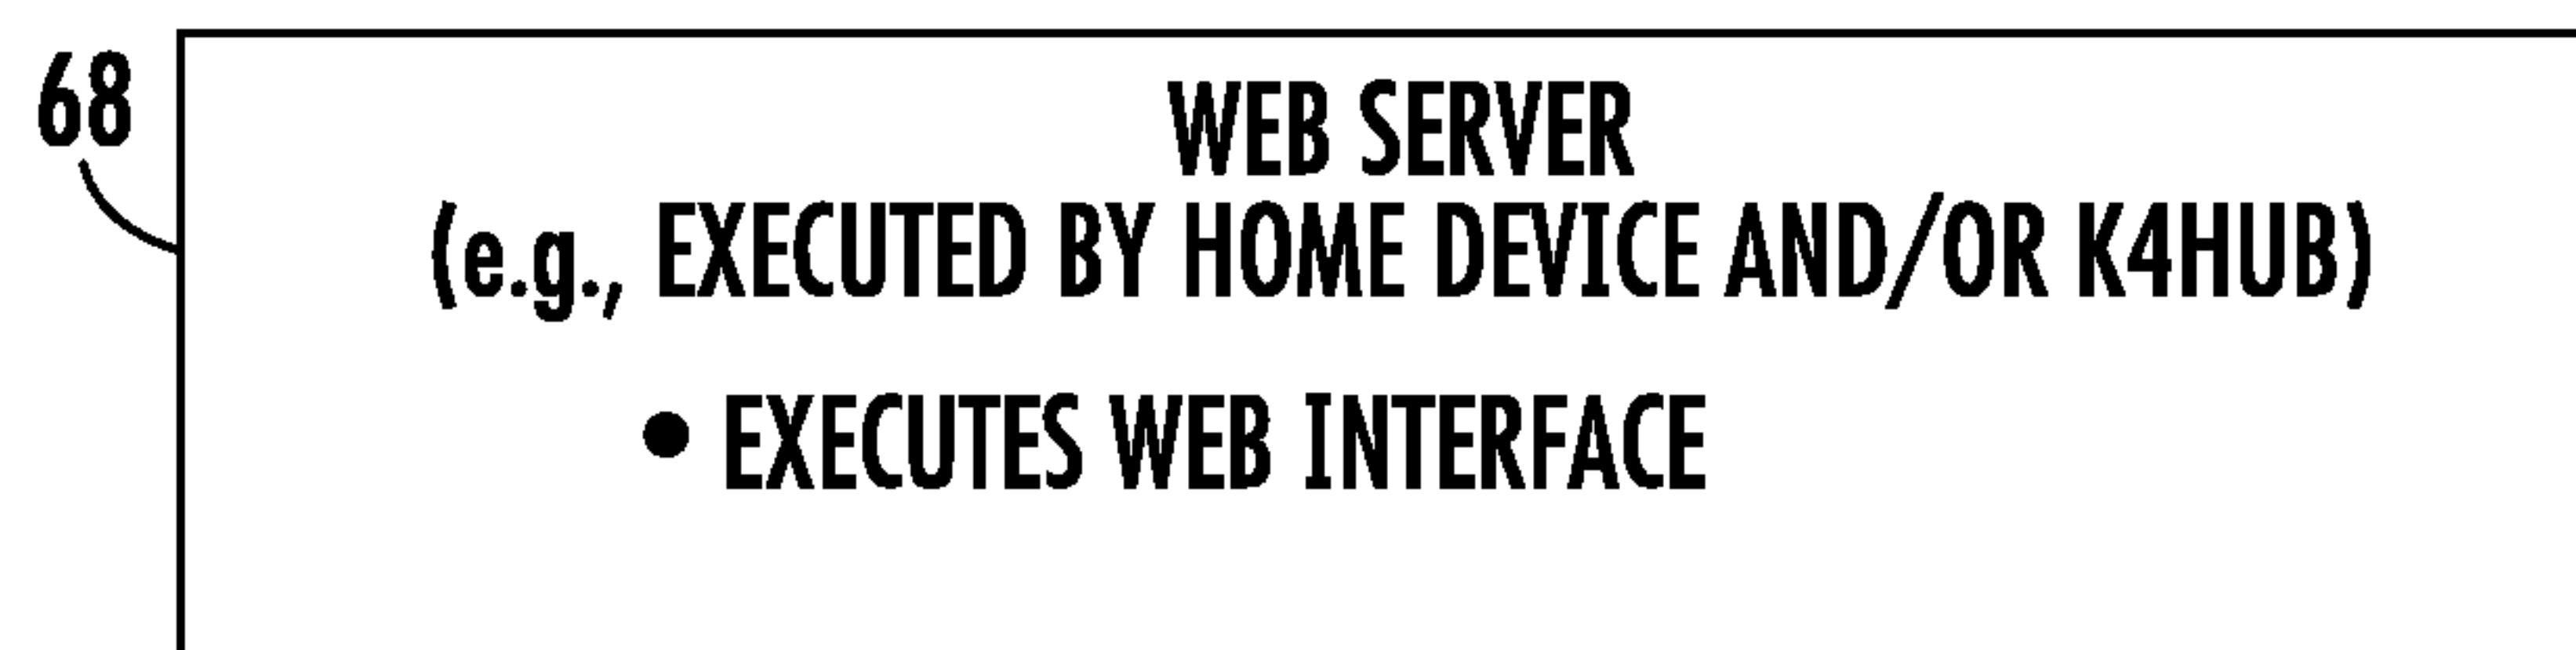 68
WEB SERVER
(e.g., EXECUTED BY HOME DEVICE AND/OR K4HUB)
• EXECUTES WEB INTERFACE